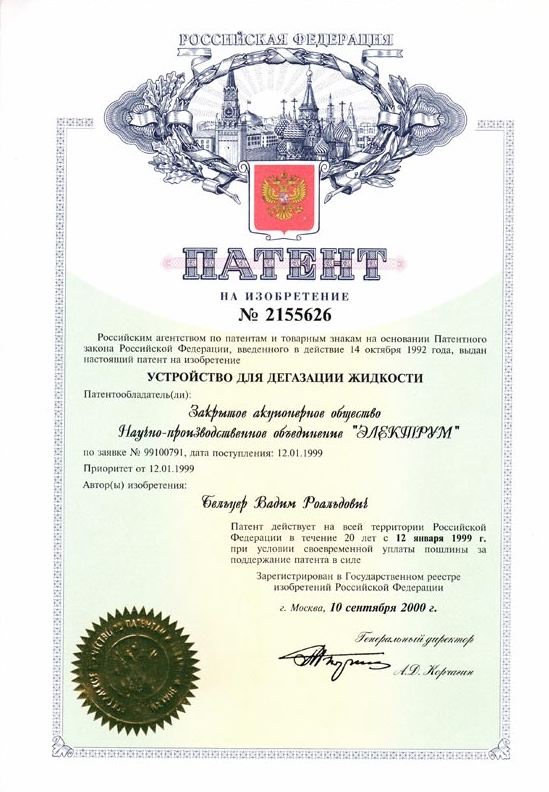 РОССИЙСКАЯ ФЕДЕРАЦИЯ
ПАТЕНТ
НА ИЗОБРЕТЕНИЕ
№ 2155626
Российским агентством по патентам и товарным знакам на основании Патентного
закона Российской Федерации, введенного в действие 14 октября 1992 года, выдан
настоящий патент на изобретение
УСТРОЙСТВО ДЛЯ ДЕГАЗАЦИИ ЖИДКОСТИ
Патентообладатель(ли):
Закрытое акционерное общество
Научно-производственное объединение "ЭЛЕКТРУМ"
по заявке № 99100791, дата поступления: 12.01.1999
Приоритет от 12.01.1999
Автор(ы) изобретения:
Бельцер Вадим Роальдович
Патент действует на всей территории Российской
Федерации в течение 20 лет с 12 января 1999 г.
при условии своевременной уплаты пошлины за
поддержание патента в силе
Зарегистрирован в Государственном реестре
изобретений Российской Федерации
г. Москва, 10 сентября 2000 г.
Генеральный директор
А.Д. Корчагин